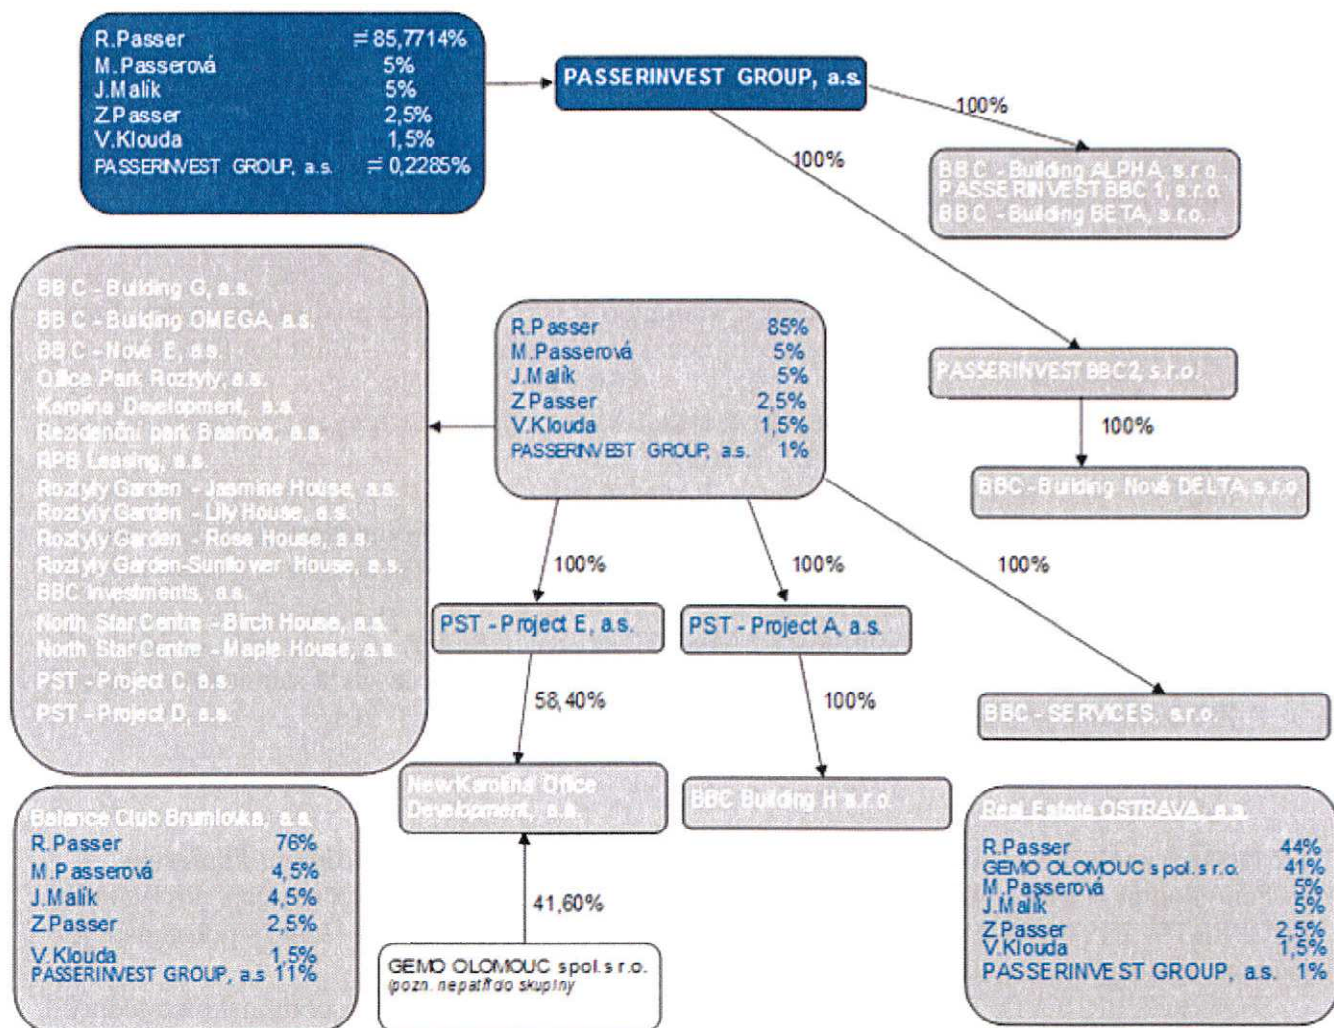 R.Passer ≐ 85,7714%
M.Passerová 5%
J.Malík 5%
Z.Passer 2,5%
V.Klouda 1,5%
PASSERINVEST GROUP, a.s. ≐ 0,2285%
PASSERINVEST GROUP, a.s.
100%
100%
BBC - Building ALPHA, s.r.o.
PASSERINVEST BBC 1, s.r.o.
BBC - Building BETA, s.r.o.
BBC - Building G, a.s.
BBC - Building OMEGA, a.s.
BBC - Nové E, a.s.
Office Park Roztyly, a.s.
Karolina Development, a.s.
Rezidenční park Baarova, a.s.
RPB Leasing, a.s.
Roztyly Garden - Jasmine House, a.s.
Roztyly Garden - Lily House, a.s.
Roztyly Garden - Rose House, a.s.
Roztyly Garden-Sunflower House, a.s.
BBC Investments, a.s.
North Star Centre - Birch House, a.s.
North Star Centre - Maple House, a.s.
PST - Project C, a.s.
PST - Project D, a.s.
R.Passer 85%
M.Passerová 5%
J.Malík 5%
Z.Passer 2,5%
V.Klouda 1,5%
PASSERINVEST GROUP, a.s. 1%
PASSERINVEST BBC2, s.r.o.
100%
BBC-Building Nové DELTA, s.r.o
100%
100%
100%
PST - Project E, a.s.
PST - Project A, a.s.
58,40%
100%
BBC - SERVICES, s.r.o.
New Karolina Office
Development, a.s.
BBC Building H s.r.o.
41,60%
GEMO OLOMOUC spol.s r.o.
(pozn. nepatří do skupiny
Balance Club Brumlovka, a.s.
R.Passer 76%
M.Passerová 4,5%
J.Malík 4,5%
Z.Passer 2,5%
V.Klouda 1,5%
PASSERINVEST GROUP, a.s 11%
Real Estate OSTRAVA, a.s.
R.Passer 44%
GEMO OLOMOUC spol.s r.o. 41%
M.Passerová 5%
J.Malík 5%
Z.Passer 2,5%
V.Klouda 1,5%
PASSERINVEST GROUP, a.s. 1%